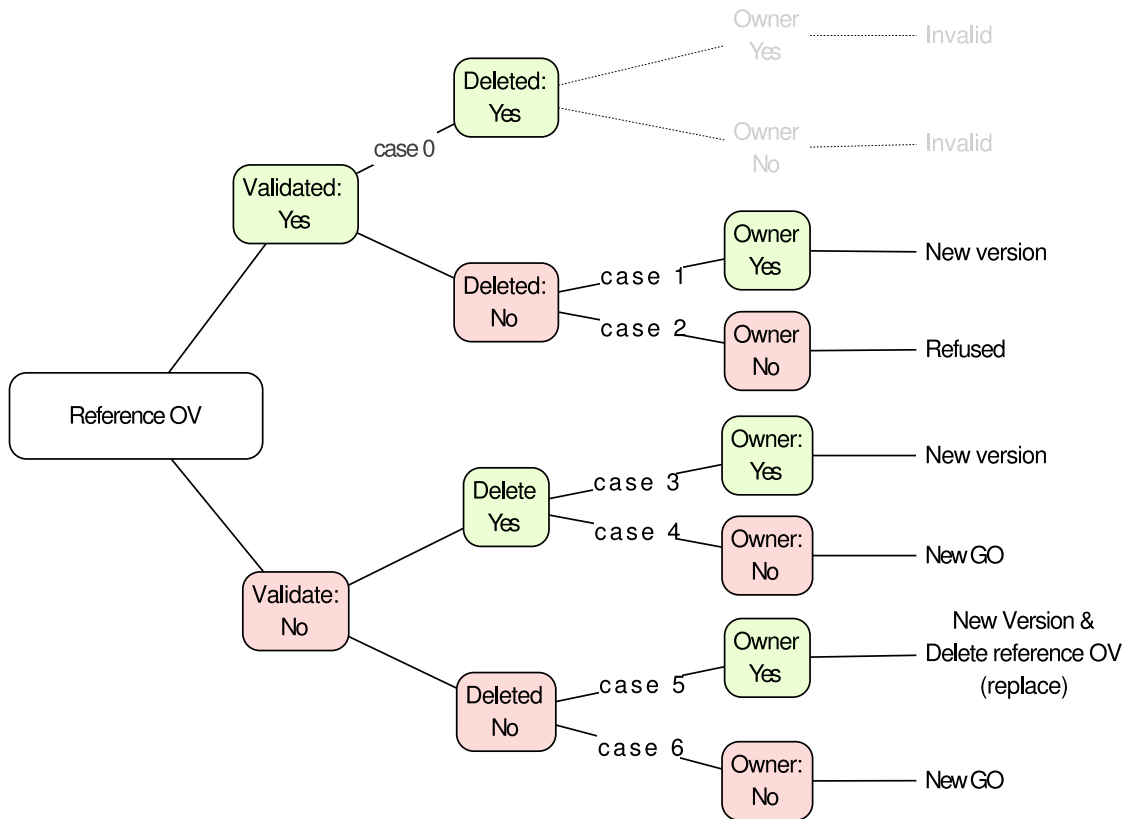 Owner
Yes
Invalid
Deleted:
Yes
Owner
No
Invalid
case 0
Validated:
Yes
Owner
Yes
New version
Deleted:
No
case 1
case 2
Owner
No
Refused
Reference OV
Owner:
Yes
New version
Delete
Yes
case 3
case 4
Owner:
No
New GO
Validate:
No
Owner
Yes
New Version &
Delete reference OV
(replace)
Deleted
No
case 5
case 6
Owner:
No
New GO